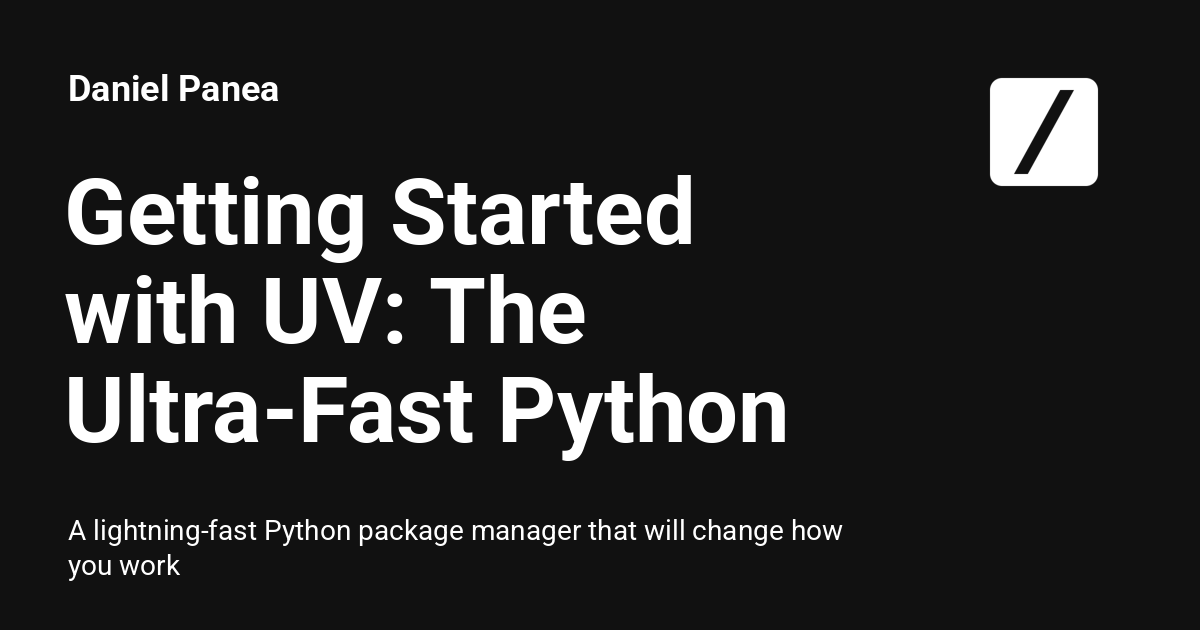 Daniel Panea
Getting Started
with UV: The
Ultra-Fast Python
A lightning-fast Python package manager that will change how
you work